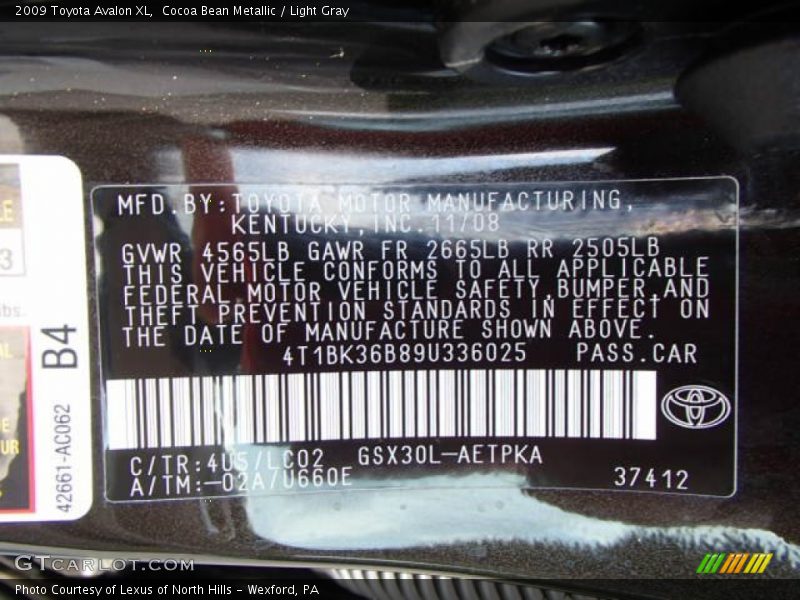 2009 Toyota Avalon XL, Cocoa Bean Metallic / Light Gray
MFD.BY:TOYOTA MOTOR MANUFACTURING,
KENTUCKY,INC.11/08
GVWR 4565LB GAWR FR 2665LB RR 2505LB
THIS VEHICLE CONFORMS TO ALL APPLICABLE
FEDERAL MOTOR VEHICLE SAFETY,BUMPER,AND
THEFT PREVENTION STANDARDS IN EFFECT ON
THE DATE OF MANUFACTURE SHOWN ABOVE.
4T1BK36B89U336025 PASS.CAR
C/TR:4U5/LC02 GSX30L-AETPKA
A/TM:-02A/U660E 37412
B4
42661-AC062
3
lbs.
GTCARLOT.COM
Photo Courtesy of Lexus of North Hills - Wexford, PA